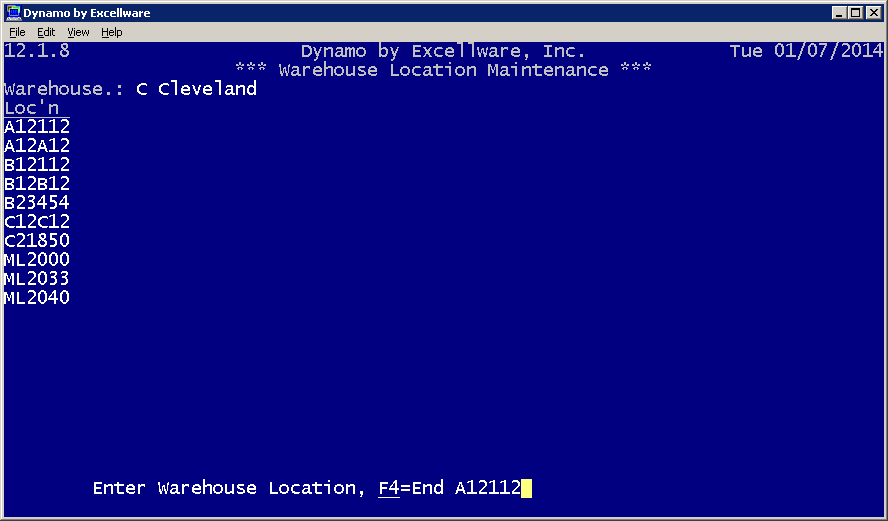 Dynamo by Excellware
File Edit View Help
12.1.8 Dynamo by Excellware, Inc. Tue 01/07/2014
*** Warehouse Location Maintenance ***
Warehouse.: C Cleveland
Loc'n
A12112
A12A12
B12112
B12B12
B23454
C12C12
C21850
ML2000
ML2033
ML2040
Enter Warehouse Location, F4=End A12112